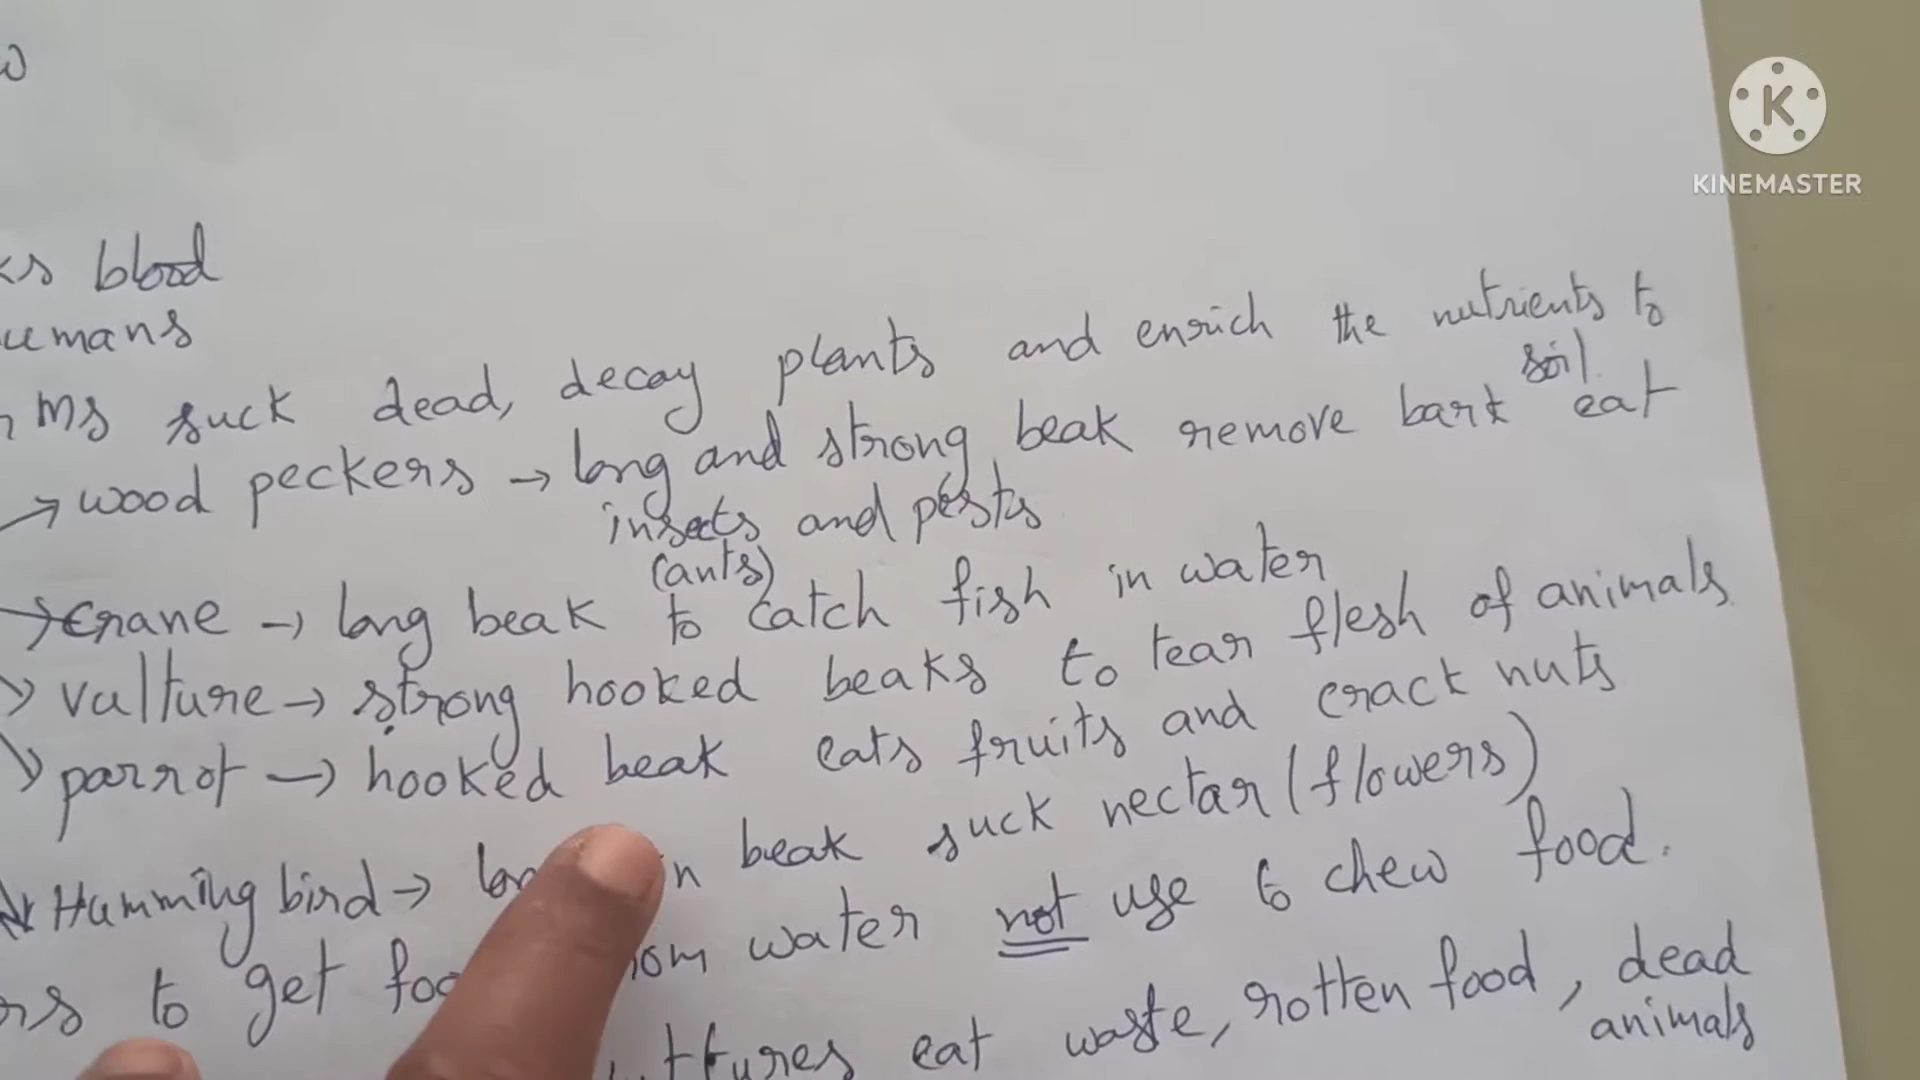 KINEMASTER
blood
suck dead, decay plants and enrich the nutrients to
soil.
wood peckers → long and strong beak remove bark eat
insects and pests
(ants)
→ crane → long beak to catch fish in water
vulture → strong hooked beaks to tear flesh of animals
parrot → hooked beak eats fruits and crack nuts
Humming bird → beak suck nectar (flowers)
to get water not use to chew food.
eat waste, rotten food, dead
animals